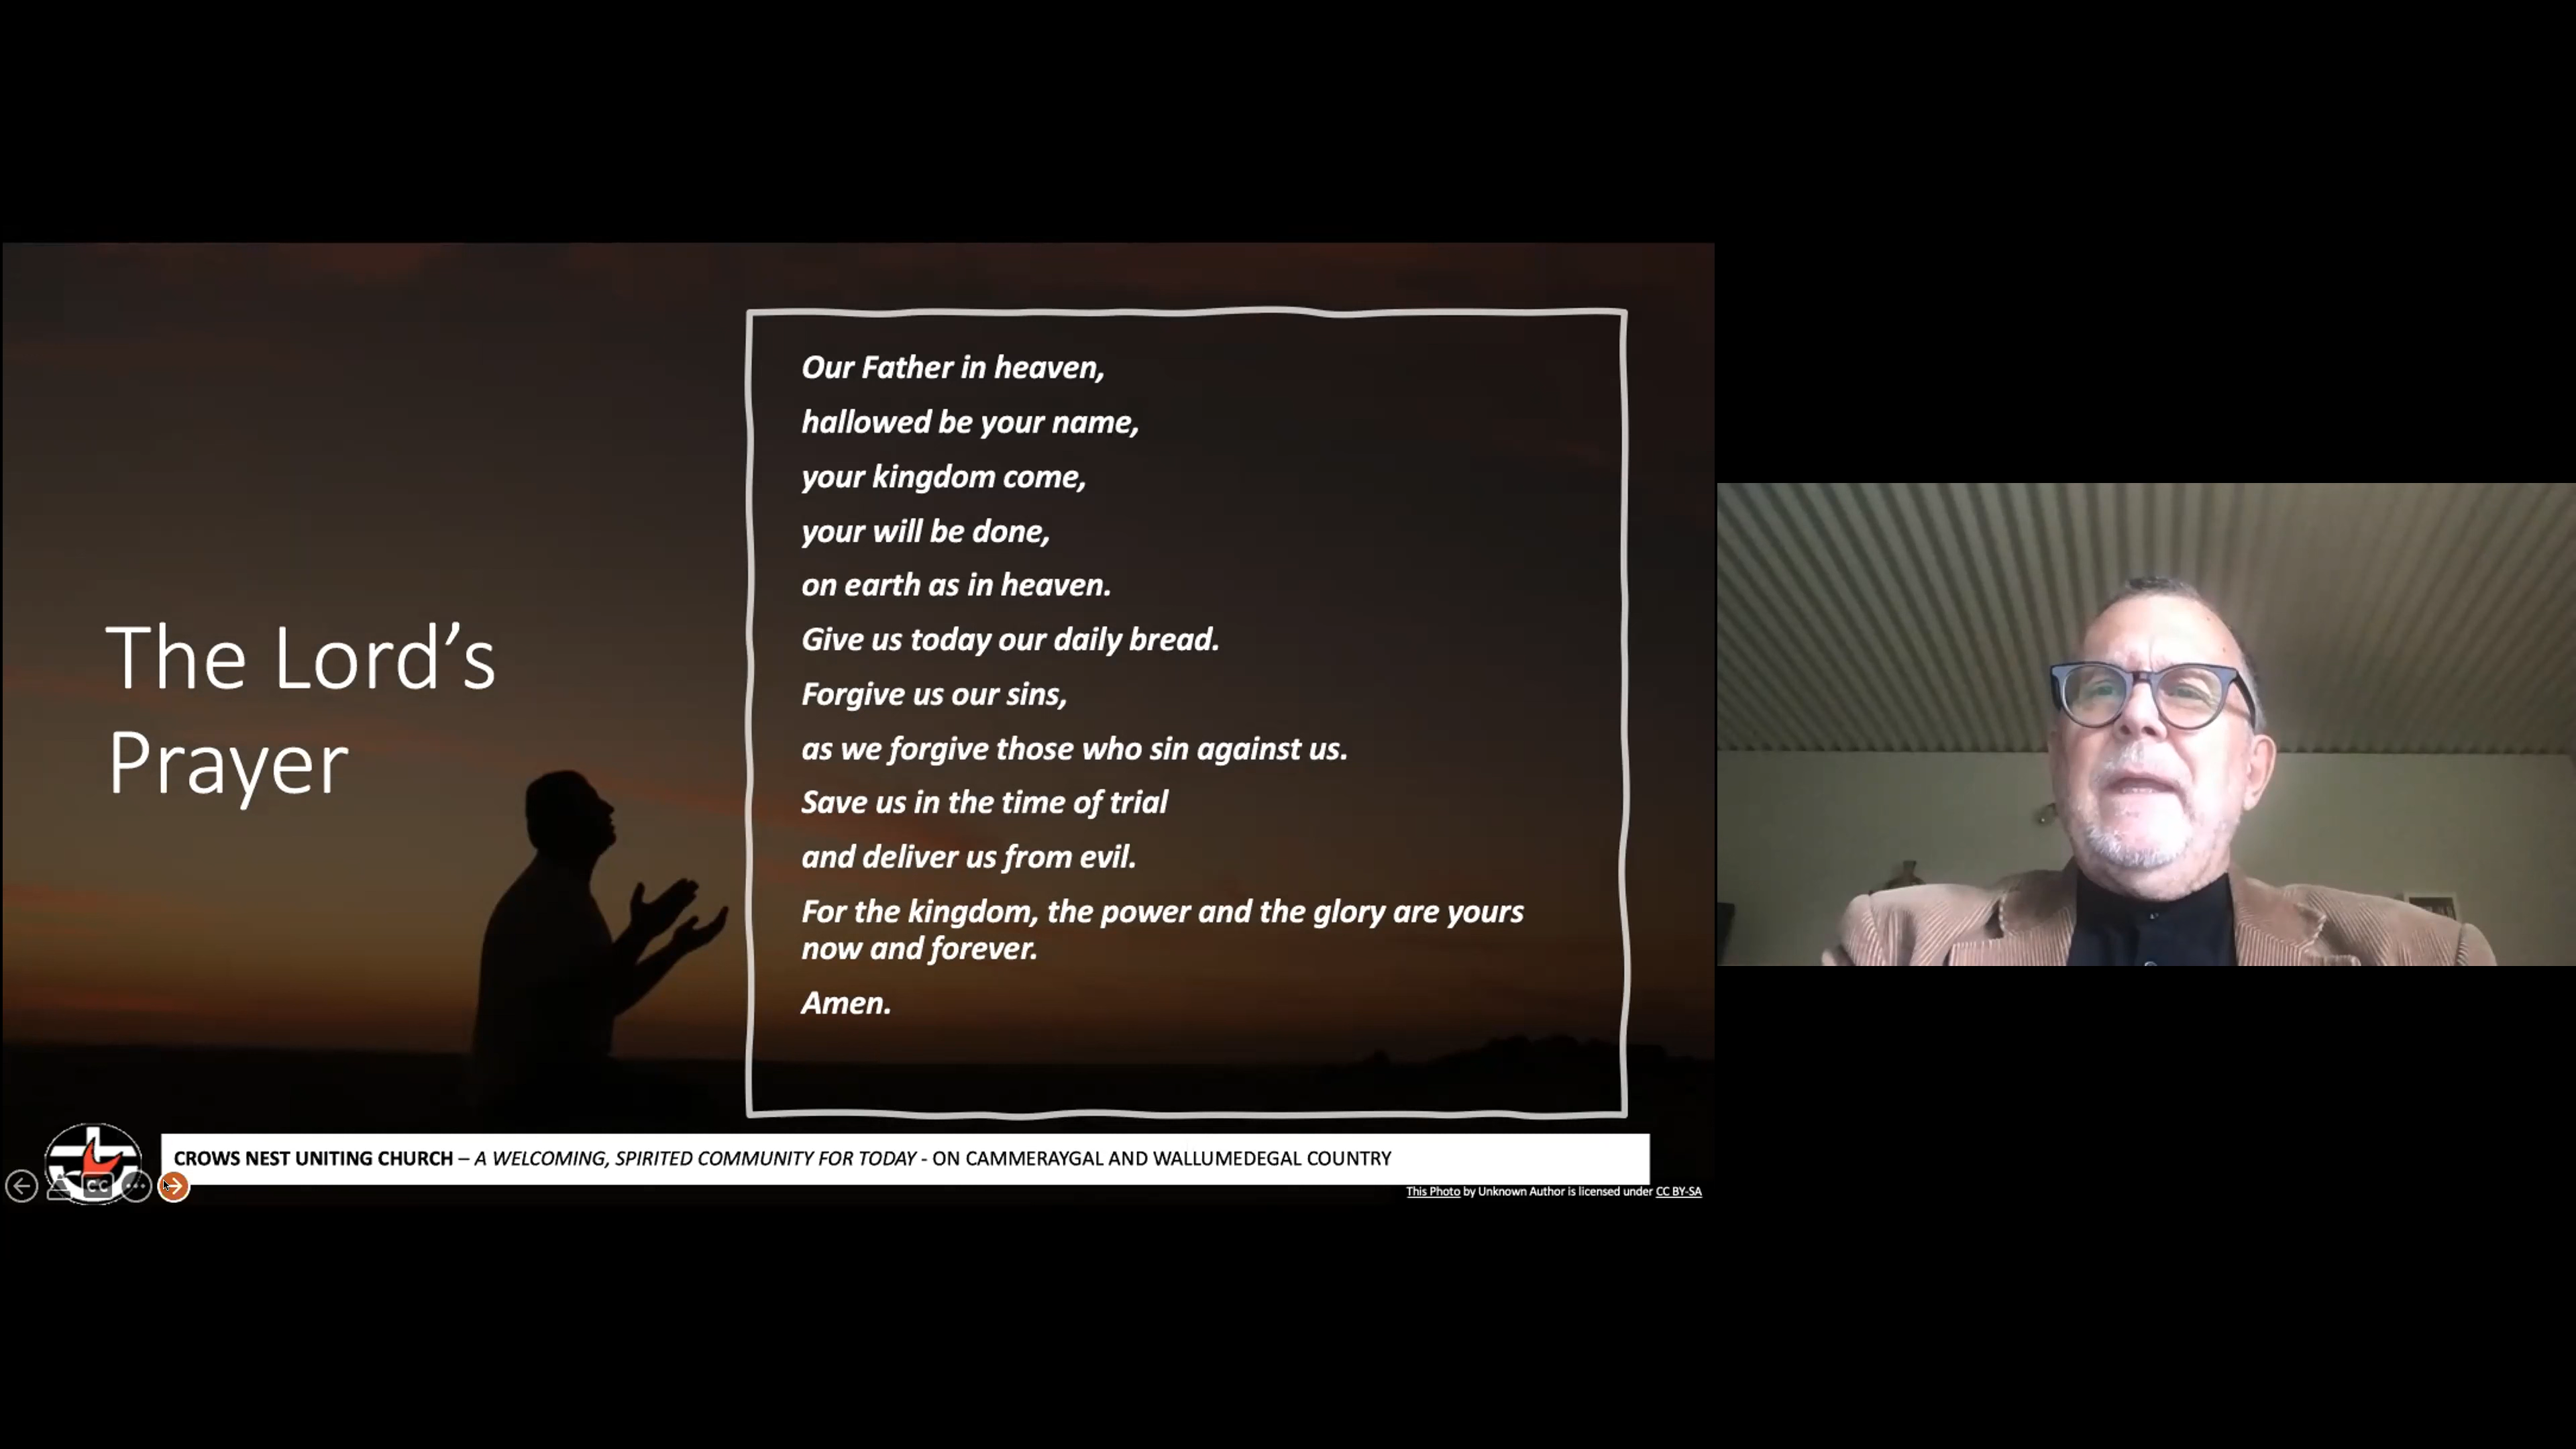 The Lord’s
Prayer
Our Father in heaven,
hallowed be your name,
your kingdom come,
your will be done,
on earth as in heaven.
Give us today our daily bread.
Forgive us our sins,
as we forgive those who sin against us.
Save us in the time of trial
and deliver us from evil.
For the kingdom, the power and the glory are yours
now and forever.
Amen.
CROWS NEST UNITING CHURCH – A WELCOMING, SPIRITED COMMUNITY FOR TODAY - ON CAMMERAYGAL AND WALLUMEDEGAL COUNTRY
CC
This Photo by Unknown Author is licensed under CC BY-SA